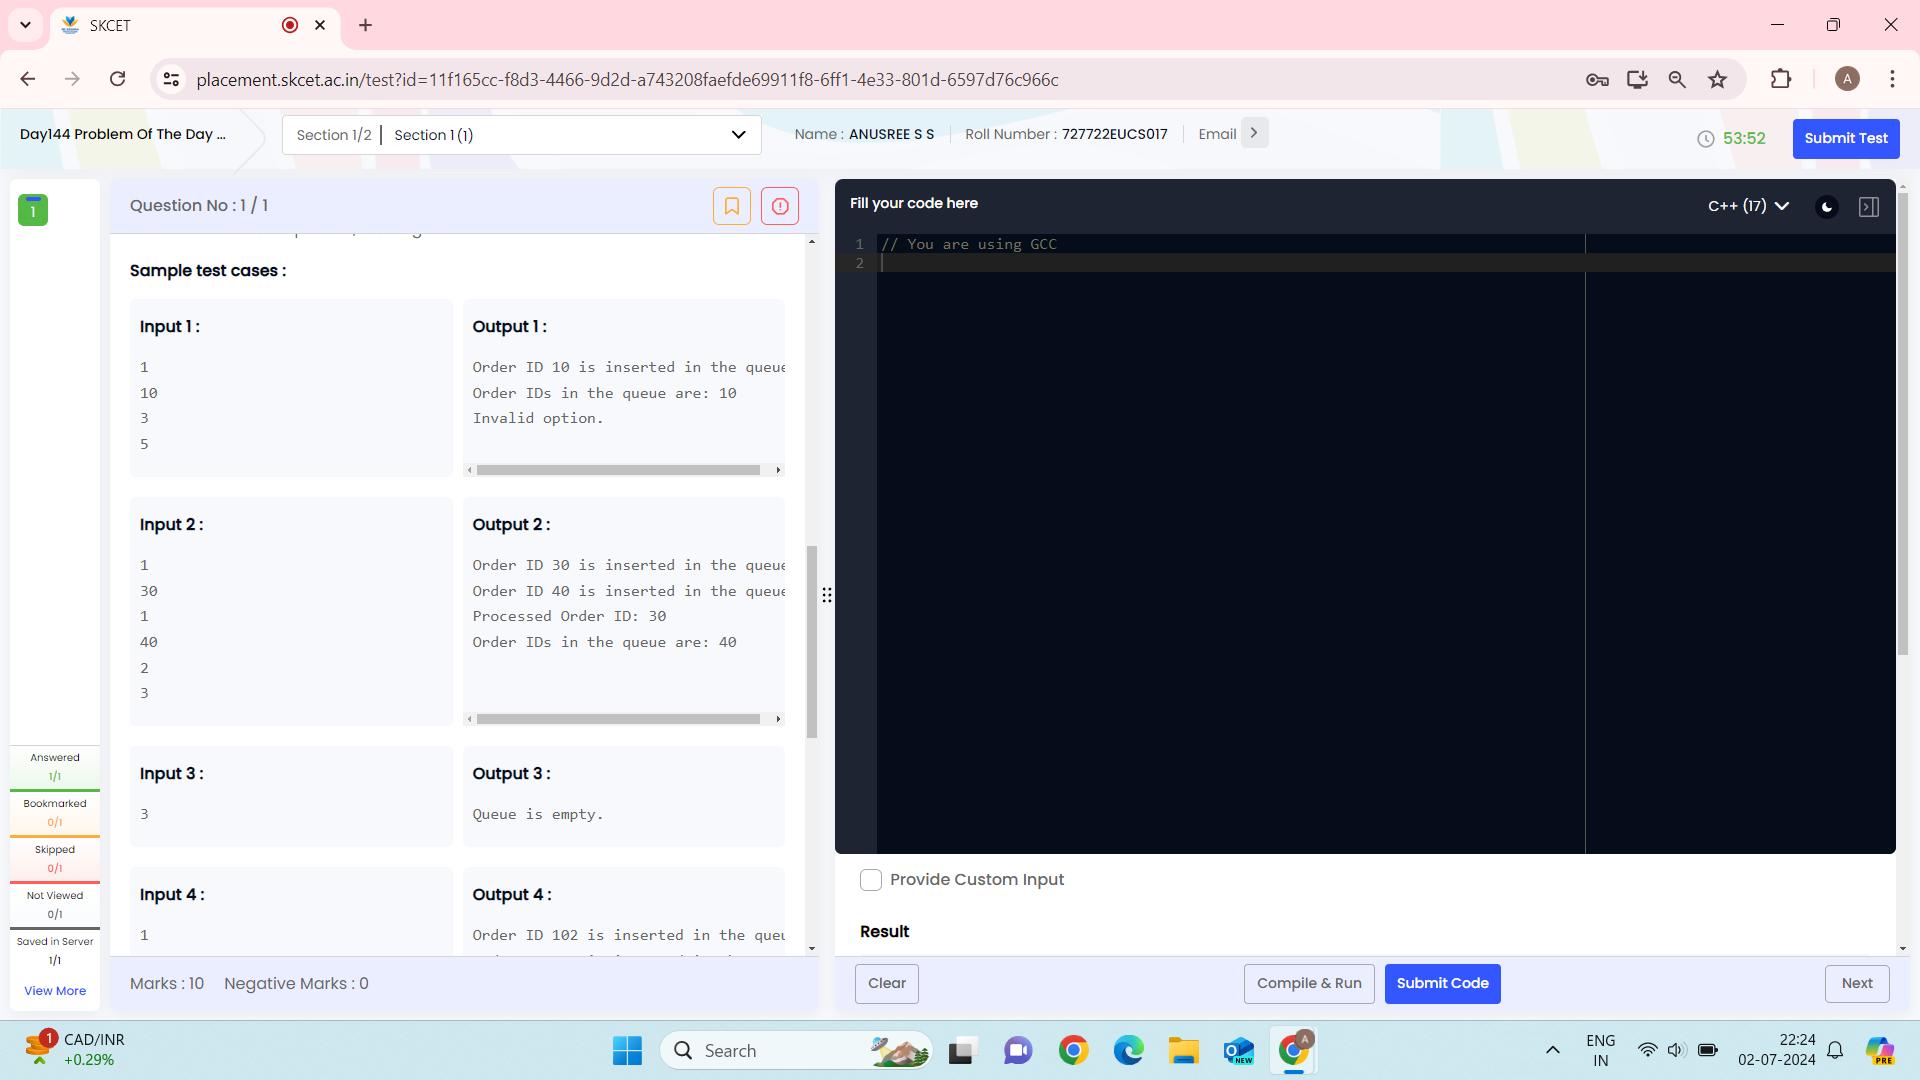 SKCET
placement.skcet.ac.in/test?id=11f165cc-f8d3-4466-9d2d-a743208faefde69911f8-6ff1-4e33-801d-6597d76c966c
A
Day144 Problem Of The Day ...
Section 1/2 | Section 1 (1)
Name : ANUSREE S S
Roll Number : 727722EUCS017
Email
53:52
Submit Test
1
Question No : 1 / 1
Sample test cases :
Input 1 :
1
10
3
5
Output 1 :
Order ID 10 is inserted in the queue
Order IDs in the queue are: 10
Invalid option.
Input 2 :
1
30
1
40
2
3
Output 2 :
Order ID 30 is inserted in the queue
Order ID 40 is inserted in the queue
Processed Order ID: 30
Order IDs in the queue are: 40
Input 3 :
3
Output 3 :
Queue is empty.
Input 4 :
1
Output 4 :
Order ID 102 is inserted in the queu
Answered
1/1
Bookmarked
0/1
Skipped
0/1
Not Viewed
0/1
Saved in Server
1/1
View More
Marks : 10 Negative Marks : 0
Fill your code here
C++ (17)
1 // You are using GCC
2
Provide Custom Input
Result
Clear
Compile & Run
Submit Code
Next
1
CAD/INR
+0.29%
Search
NEW
A
ENG
IN
22:24
02-07-2024
PRE